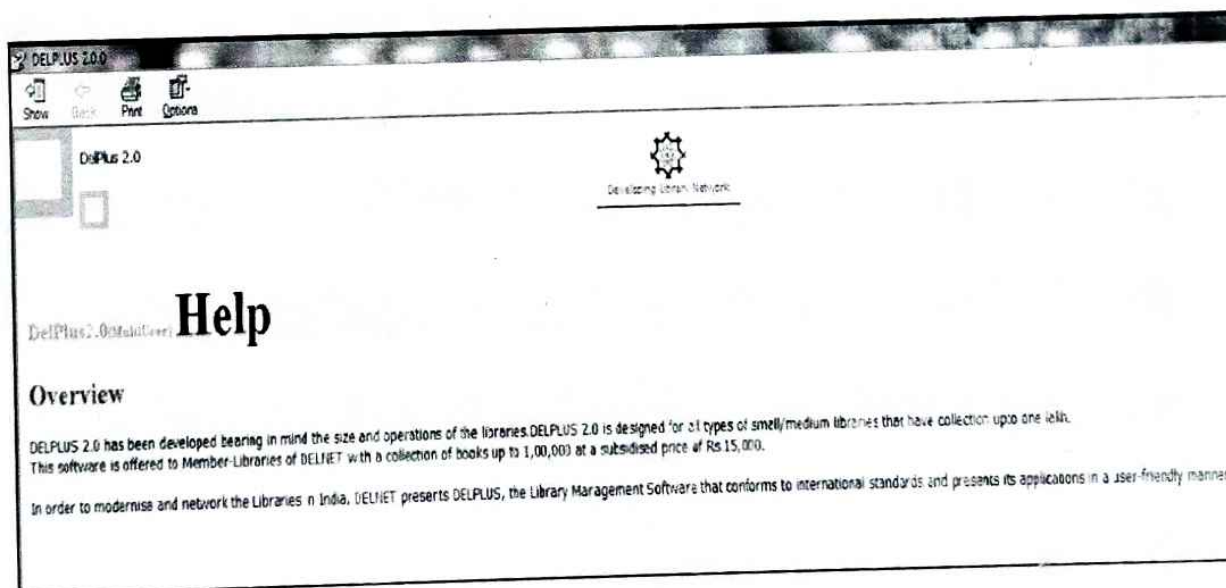 DELPLUS 2.0.0
Show Back Print Options
DelPlus 2.0
Developing Library Network
DelPlus2.0(MultiUser) Help
Overview
DELPLUS 2.0 has been developed bearing in mind the size and operations of the libraries.DELPLUS 2.0 is designed for all types of small/medium libraries that have collection upto one lakh.
This software is offered to Member-Libraries of DELNET with a collection of books up to 1,00,000 at a subsidised price of Rs.15,000.
In order to modernise and network the Libraries in India, DELNET presents DELPLUS, the Library Management Software that conforms to international standards and presents its applications in a user-friendly manner